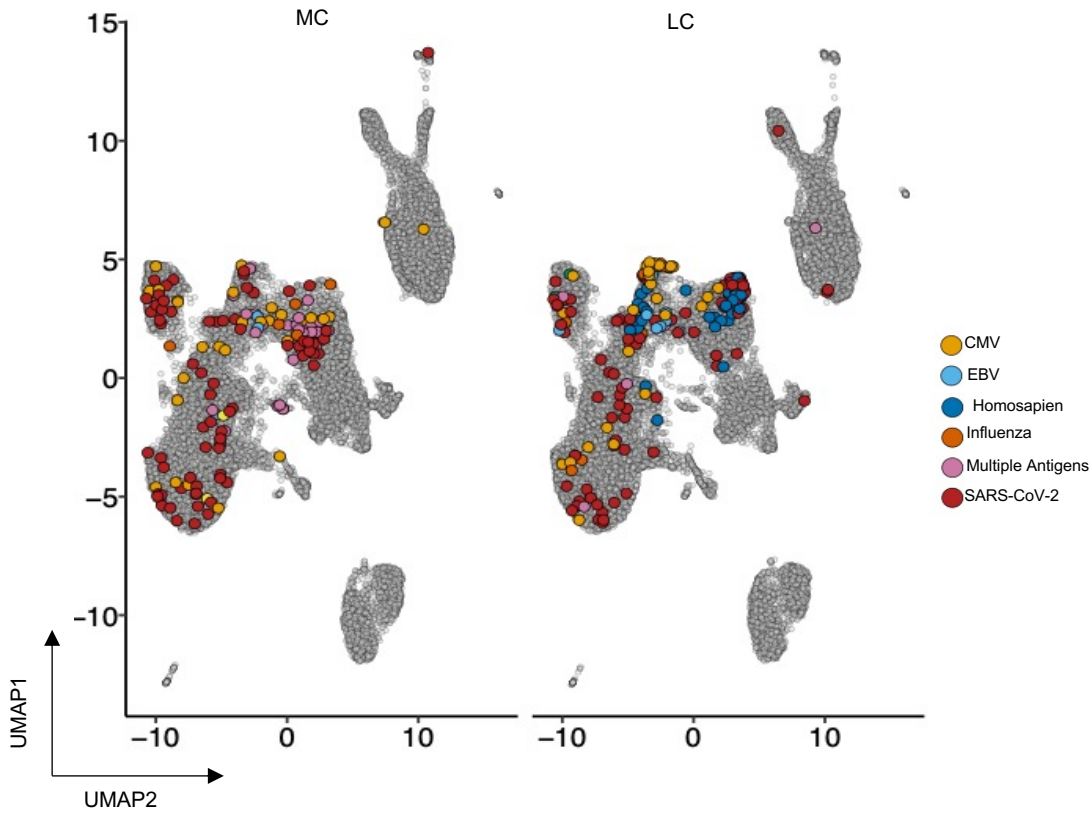 MC
LC
15
10
5
0
−5
−10
−10
0
10
−10
0
10
UMAP1
UMAP2
CMV
EBV
Homosapien
Influenza
Multiple Antigens
SARS-CoV-2